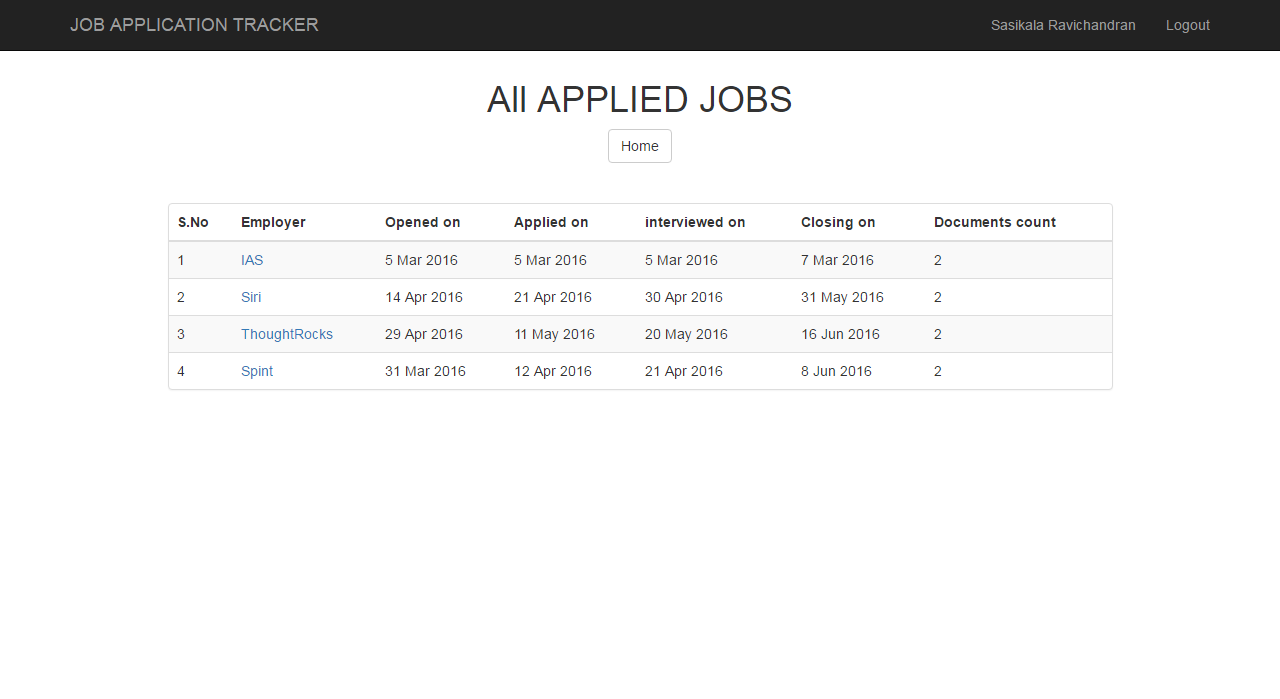 JOB APPLICATION TRACKER Sasikala Ravichandran Logout
All APPLIED JOBS
Home
S.No Employer Opened on Applied on interviewed on Closing on Documents count
1 IAS 5 Mar 2016 5 Mar 2016 5 Mar 2016 7 Mar 2016 2
2 Siri 14 Apr 2016 21 Apr 2016 30 Apr 2016 31 May 2016 2
3 ThoughtRocks 29 Apr 2016 11 May 2016 20 May 2016 16 Jun 2016 2
4 Spint 31 Mar 2016 12 Apr 2016 21 Apr 2016 8 Jun 2016 2